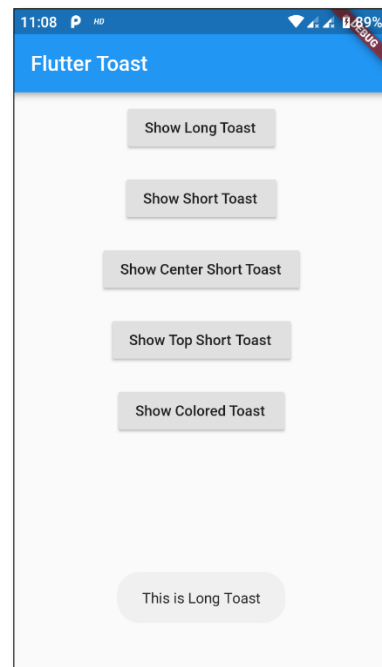 11:08 HD 89%
DEBUG
Flutter Toast
Show Long Toast
Show Short Toast
Show Center Short Toast
Show Top Short Toast
Show Colored Toast
This is Long Toast